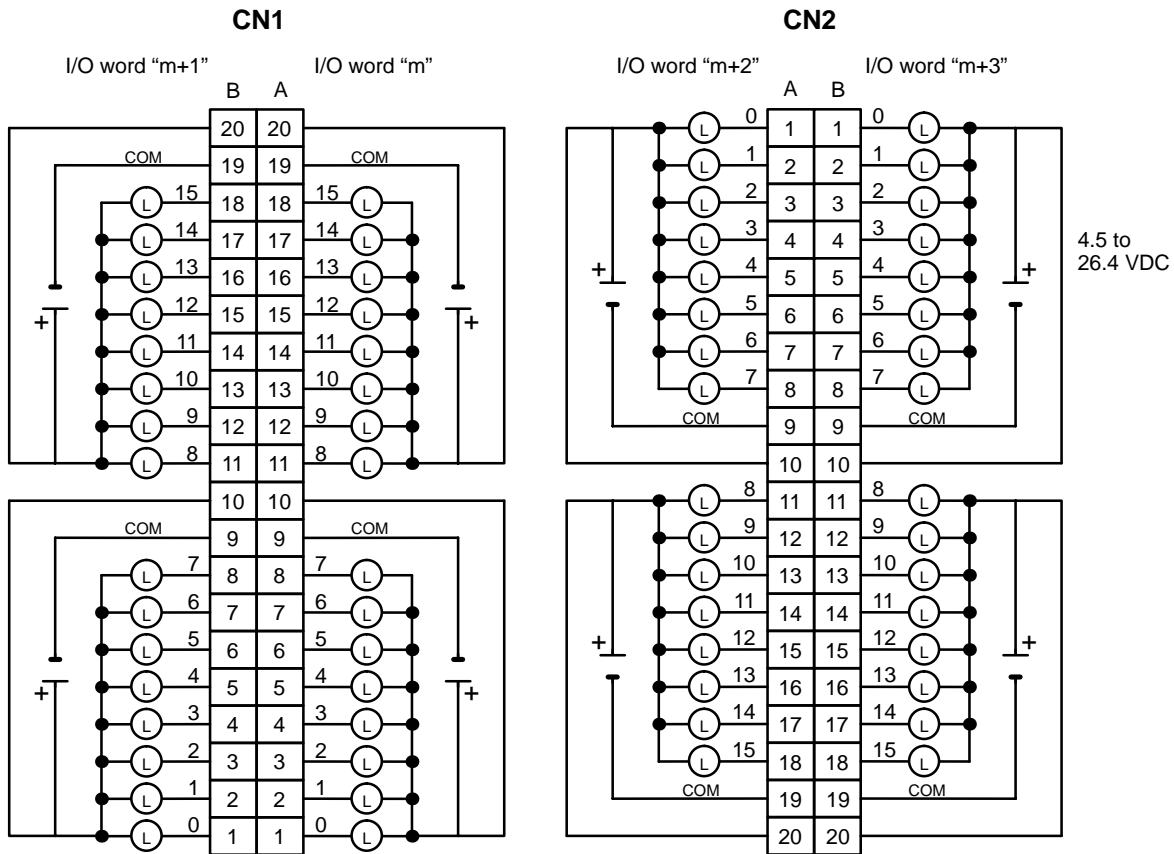 CN1 CN2
I/O word “m+1” I/O word “m” I/O word “m+2” I/O word “m+3”
B A A B
20 20 0 L 1 1 0 L
COM 19 19 COM L 1 2 2 1 L
L 15 18 18 15 L L 2 3 3 2 L
L 14 17 17 14 L L 3 4 4 3 L 4.5 to
L 13 16 16 13 L + L 4 5 5 4 L + 26.4 VDC
+ L 12 15 15 12 L + L 5 6 6 5 L
L 11 14 14 11 L L 6 7 7 6 L
L 10 13 13 10 L L 7 8 8 7 L
L 9 12 12 9 L COM 9 9 COM
L 8 11 11 8 L 10 10
10 10 L 8 11 11 8 L
COM 9 9 COM L 9 12 12 9 L
L 7 8 8 7 L L 10 13 13 10 L
L 6 7 7 6 L L 11 14 14 11 L
L 5 6 6 5 L + L 12 15 15 12 L +
+ L 4 5 5 4 L + L 13 16 16 13 L
L 3 4 4 3 L L 14 17 17 14 L
L 2 3 3 2 L L 15 18 18 15 L
L 1 2 2 1 L COM 19 19 COM
L 0 1 1 0 L 20 20